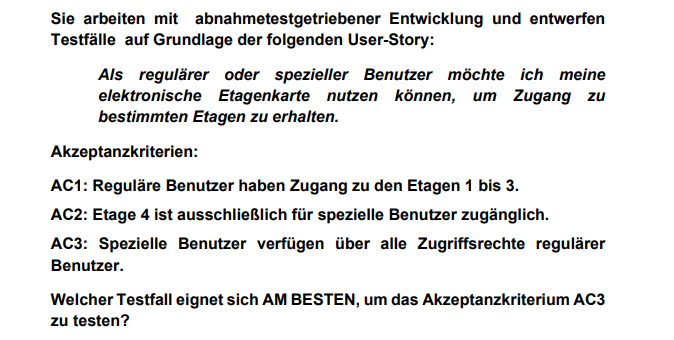 Sie arbeiten mit abnahmetestgetriebener Entwicklung und entwerfen
Testfälle auf Grundlage der folgenden User-Story:
Als regulärer oder spezieller Benutzer möchte ich meine
elektronische Etagenkarte nutzen können, um Zugang zu
bestimmten Etagen zu erhalten.
Akzeptanzkriterien:
AC1: Reguläre Benutzer haben Zugang zu den Etagen 1 bis 3.
AC2: Etage 4 ist ausschließlich für spezielle Benutzer zugänglich.
AC3: Spezielle Benutzer verfügen über alle Zugriffsrechte regulärer
Benutzer.
Welcher Testfall eignet sich AM BESTEN, um das Akzeptanzkriterium AC3
zu testen?